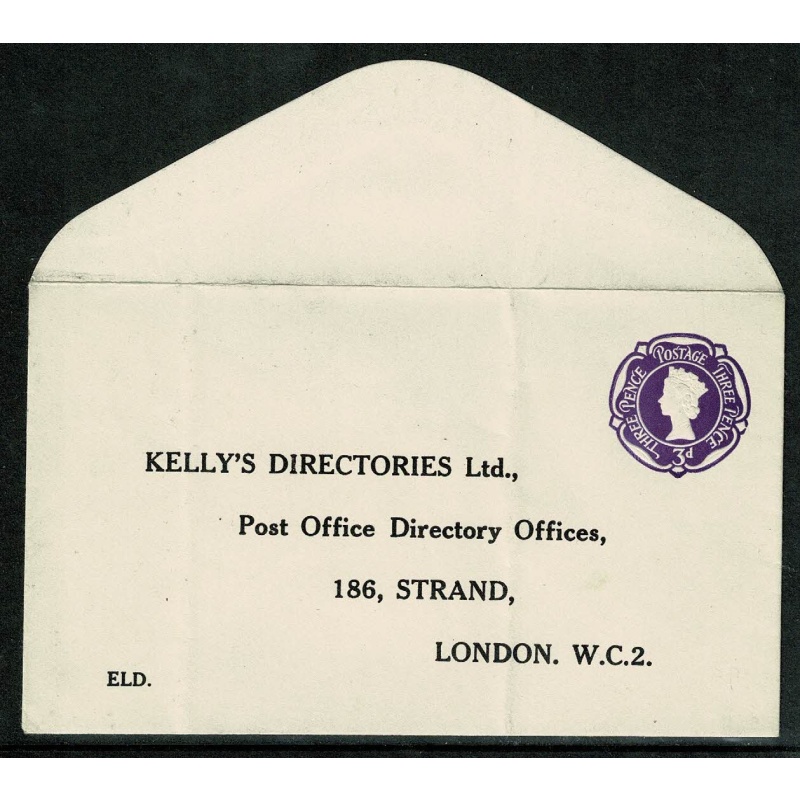 POSTAGE
THREE PENCE THREE PENCE
3d
KELLY'S DIRECTORIES Ltd.,
Post Office Directory Offices,
186, STRAND,
LONDON. W.C.2.
ELD.